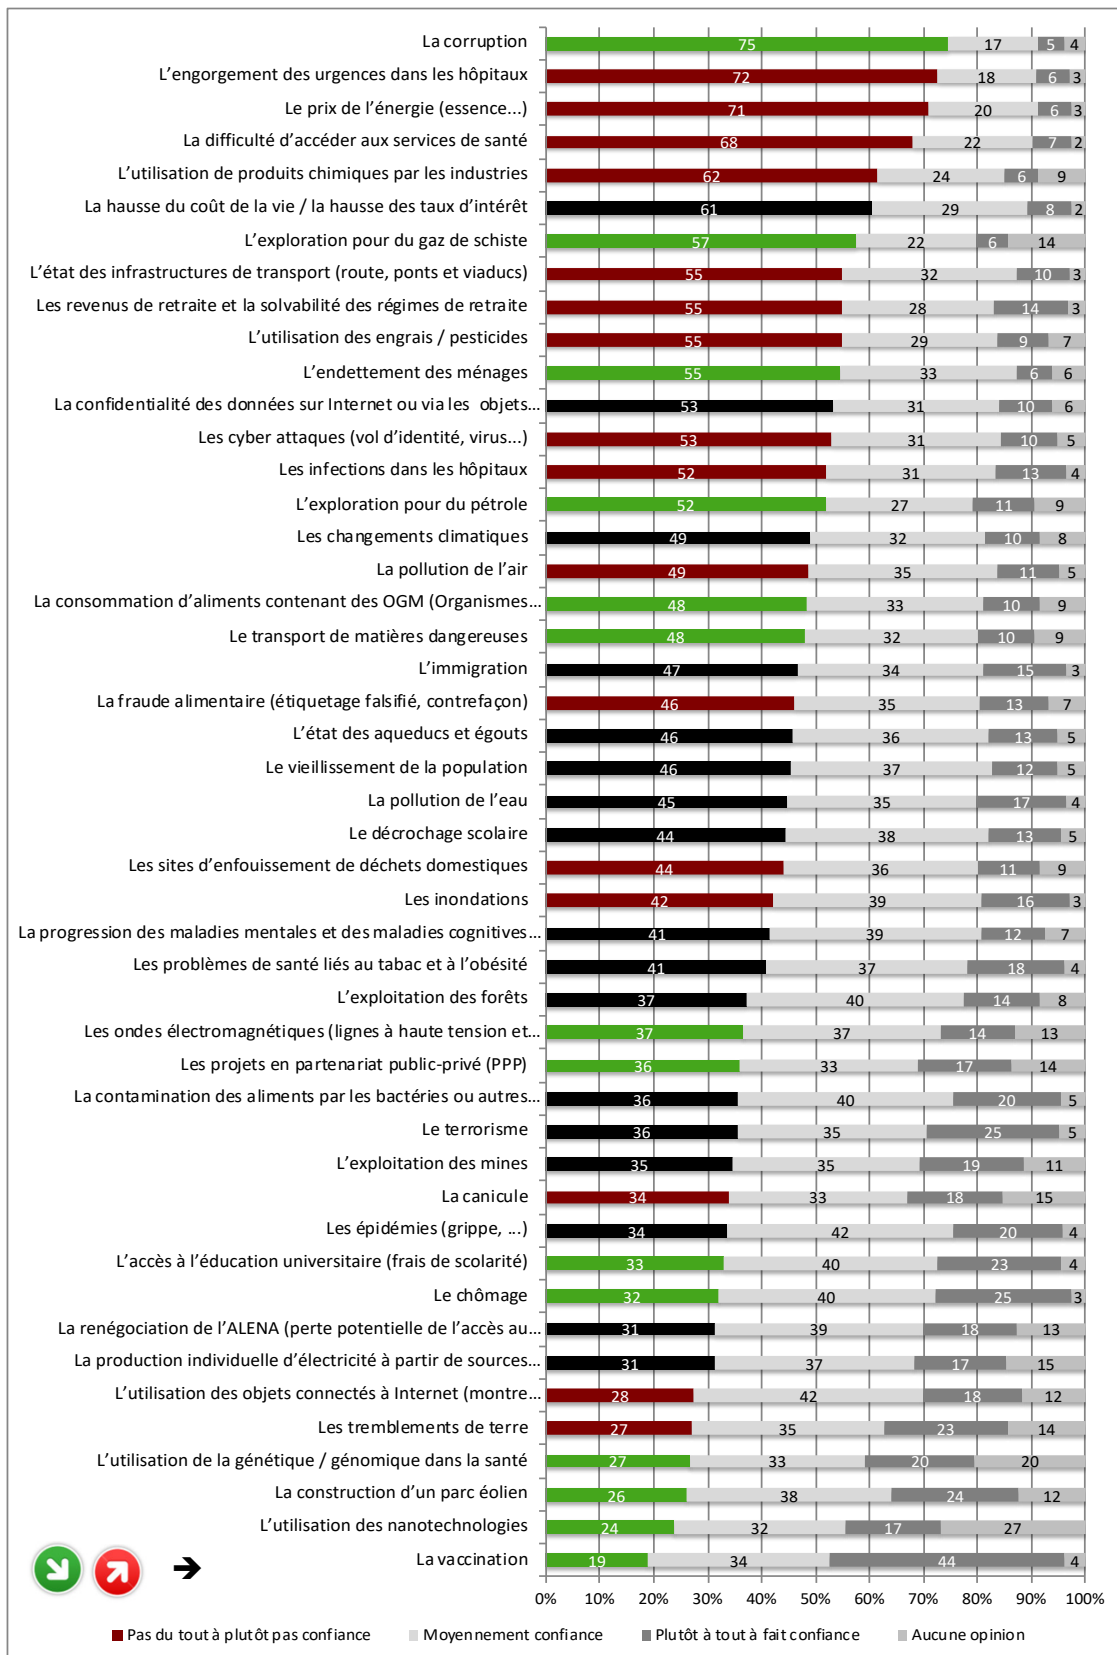 La corruption 75 17 5 4
L'engorgement des urgences dans les hôpitaux 72 18 6 3
Le prix de l'énergie (essence...) 71 20 6 3
La difficulté d'accéder aux services de santé 68 22 7 2
L'utilisation de produits chimiques par les industries 62 24 6 9
La hausse du coût de la vie / la hausse des taux d'intérêt 61 29 8 2
L'exploration pour du gaz de schiste 57 22 6 14
L'état des infrastructures de transport (route, ponts et viaducs) 55 32 10 3
Les revenus de retraite et la solvabilité des régimes de retraite 55 28 14 3
L'utilisation des engrais / pesticides 55 29 9 7
L'endettement des ménages 55 33 6 6
La confidentialité des données sur Internet ou via les objets... 53 31 10 6
Les cyber attaques (vol d'identité, virus...) 53 31 10 5
Les infections dans les hôpitaux 52 31 13 4
L'exploration pour du pétrole 52 27 11 9
Les changements climatiques 49 32 10 8
La pollution de l'air 49 35 11 5
La consommation d'aliments contenant des OGM (Organismes... 48 33 10 9
Le transport de matières dangereuses 48 32 10 9
L'immigration 47 34 15 3
La fraude alimentaire (étiquetage falsifié, contrefaçon) 46 35 13 7
L'état des aqueducs et égouts 46 36 13 5
Le vieillissement de la population 46 37 12 5
La pollution de l'eau 45 35 17 4
Le décrochage scolaire 44 38 13 5
Les sites d'enfouissement de déchets domestiques 44 36 11 9
Les inondations 42 39 16 3
La progression des maladies mentales et des maladies cognitives... 41 39 12 7
Les problèmes de santé liés au tabac et à l'obésité 41 37 18 4
L'exploitation des forêts 37 40 14 8
Les ondes électromagnétiques (lignes à haute tension et... 37 37 14 13
Les projets en partenariat public-privé (PPP) 36 33 17 14
La contamination des aliments par les bactéries ou autres... 36 40 20 5
Le terrorisme 36 35 25 5
L'exploitation des mines 35 35 19 11
La canicule 34 33 18 15
Les épidémies (grippe, ...) 34 42 20 4
L'accès à l'éducation universitaire (frais de scolarité) 33 40 23 4
Le chômage 32 40 25 3
La renégociation de l'ALENA (perte potentielle de l'accès au... 31 39 18 13
La production individuelle d'électricité à partir de sources... 31 37 17 15
L'utilisation des objets connectés à Internet (montre... 28 42 18 12
Les tremblements de terre 27 35 23 14
L'utilisation de la génétique / génomique dans la santé 27 33 20 20
La construction d'un parc éolien 26 38 24 12
L'utilisation des nanotechnologies 24 32 17 27
La vaccination 19 34 44 4
0% 10% 20% 30% 40% 50% 60% 70% 80% 90% 100%
Pas du tout à plutôt pas confiance Moyennement confiance Plutôt à tout à fait confiance Aucune opinion